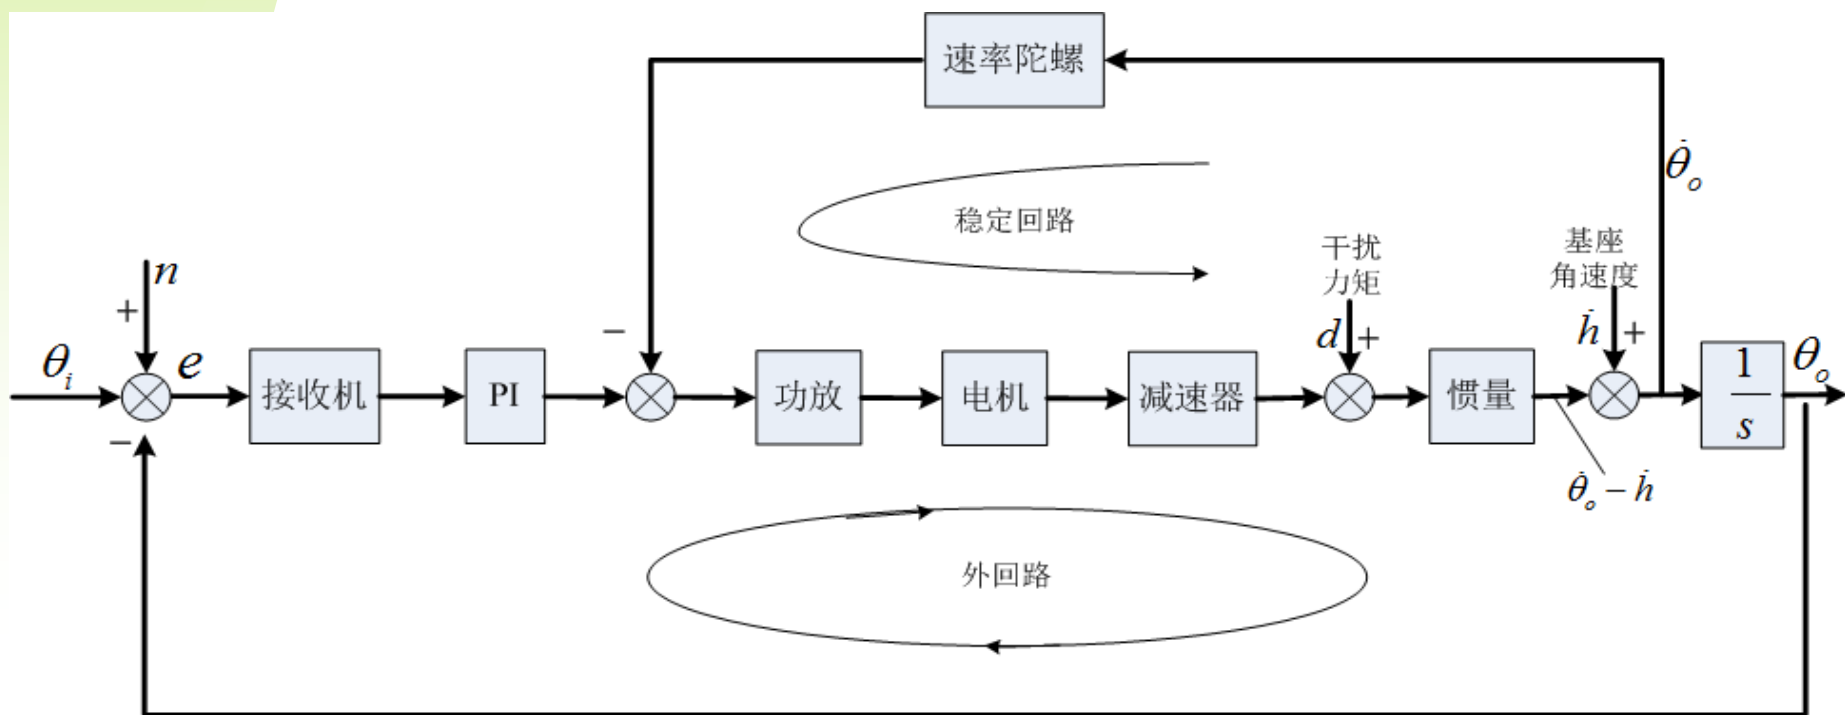 速率陀螺
θ̇ₒ
稳定回路
干扰
力矩
基座
角速度
n
+
−
d
+
ḣ
+
θᵢ
e
接收机
PI
功放
电机
减速器
惯量
1
s
θₒ
−
θ̇ₒ − ḣ
外回路